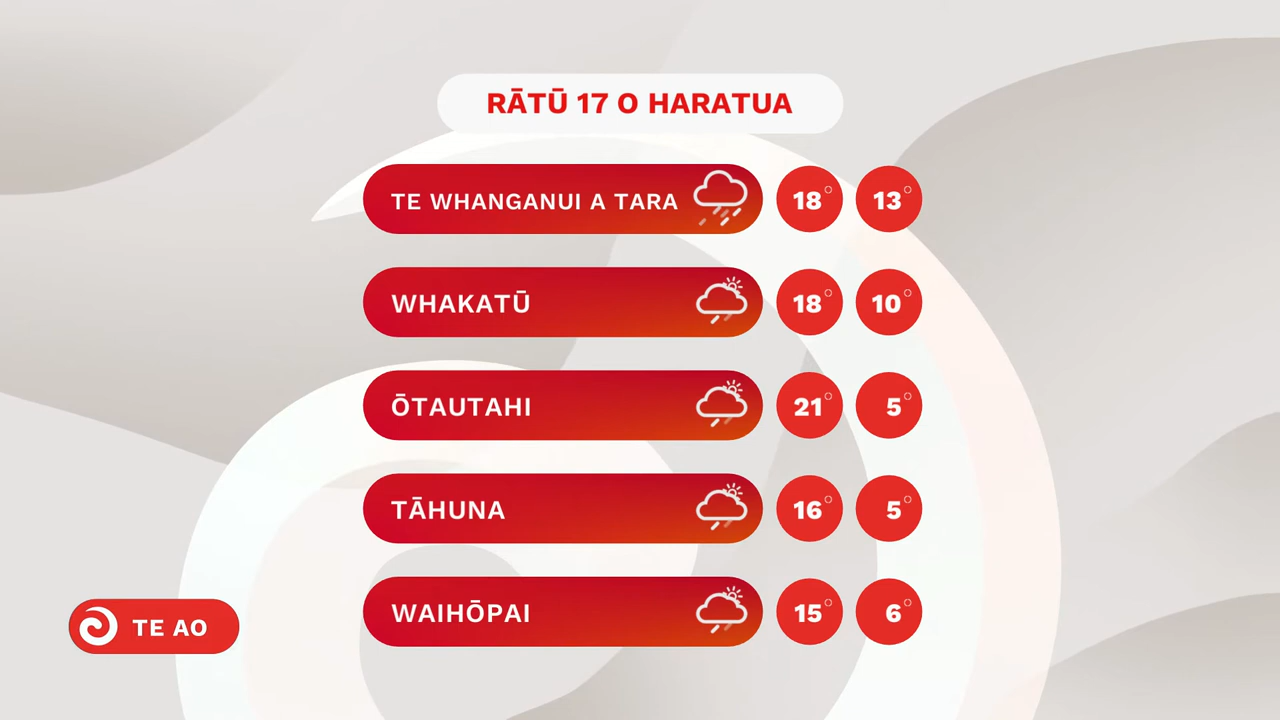 RĀTŪ 17 O HARATUA
TE WHANGANUI A TARA 18° 13°
WHAKATŪ 18° 10°
ŌTAUTAHI 21° 5°
TĀHUNA 16° 5°
WAIHŌPAI 15° 6°
TE AO